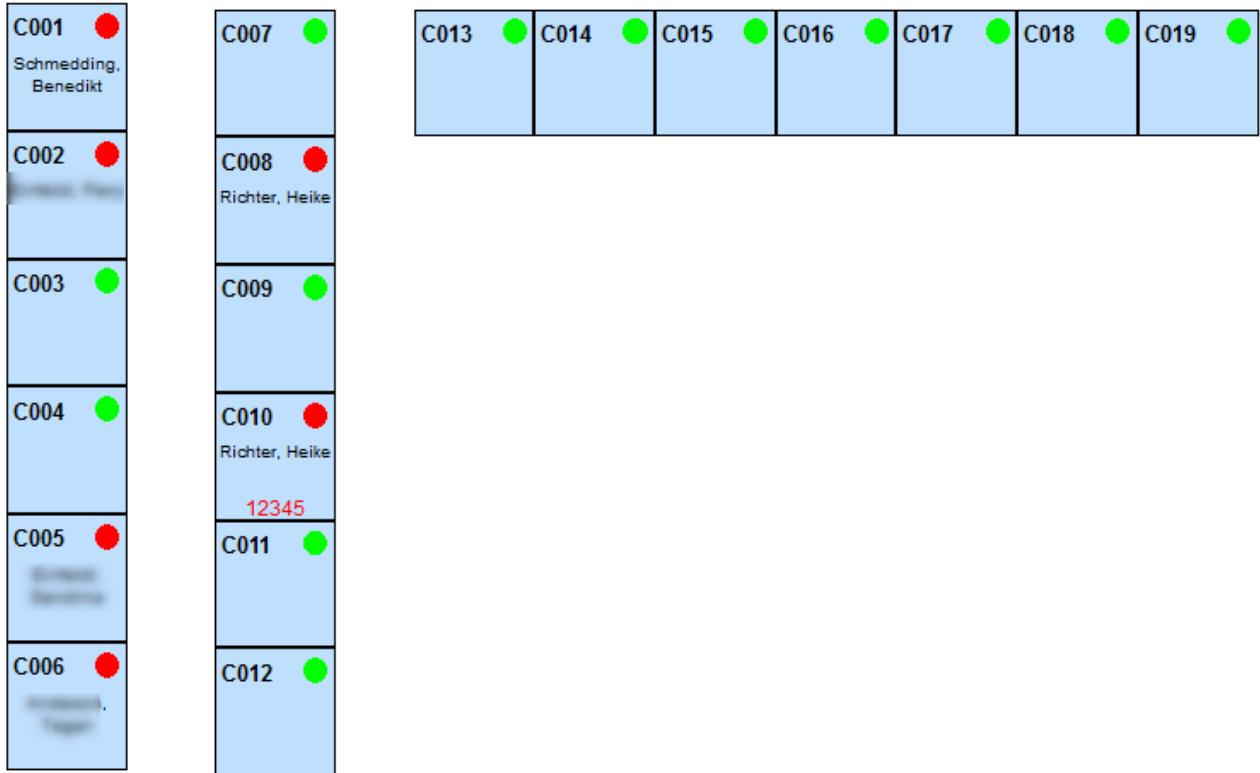 C001
Schmedding,
Benedikt
C002
C003
C004
C005
C006
C007
C008
Richter, Heike
C009
C010
Richter, Heike
12345
C011
C012
C013
C014
C015
C016
C017
C018
C019